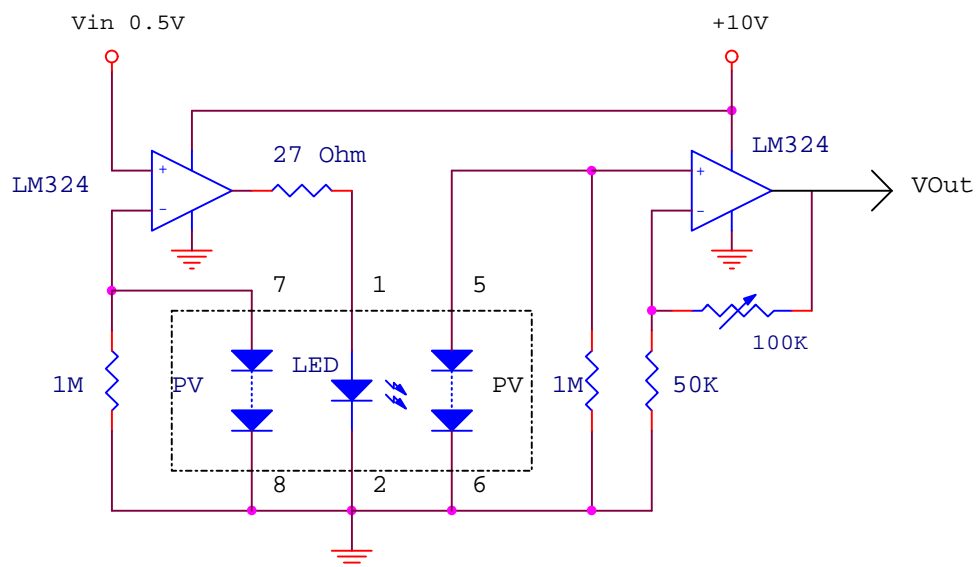 Vin 0.5V
+10V
LM324
27 Ohm
LM324
VOut
+
−
+
−
7
1
5
1M
PV
LED
PV
1M
50K
100K
8
2
6